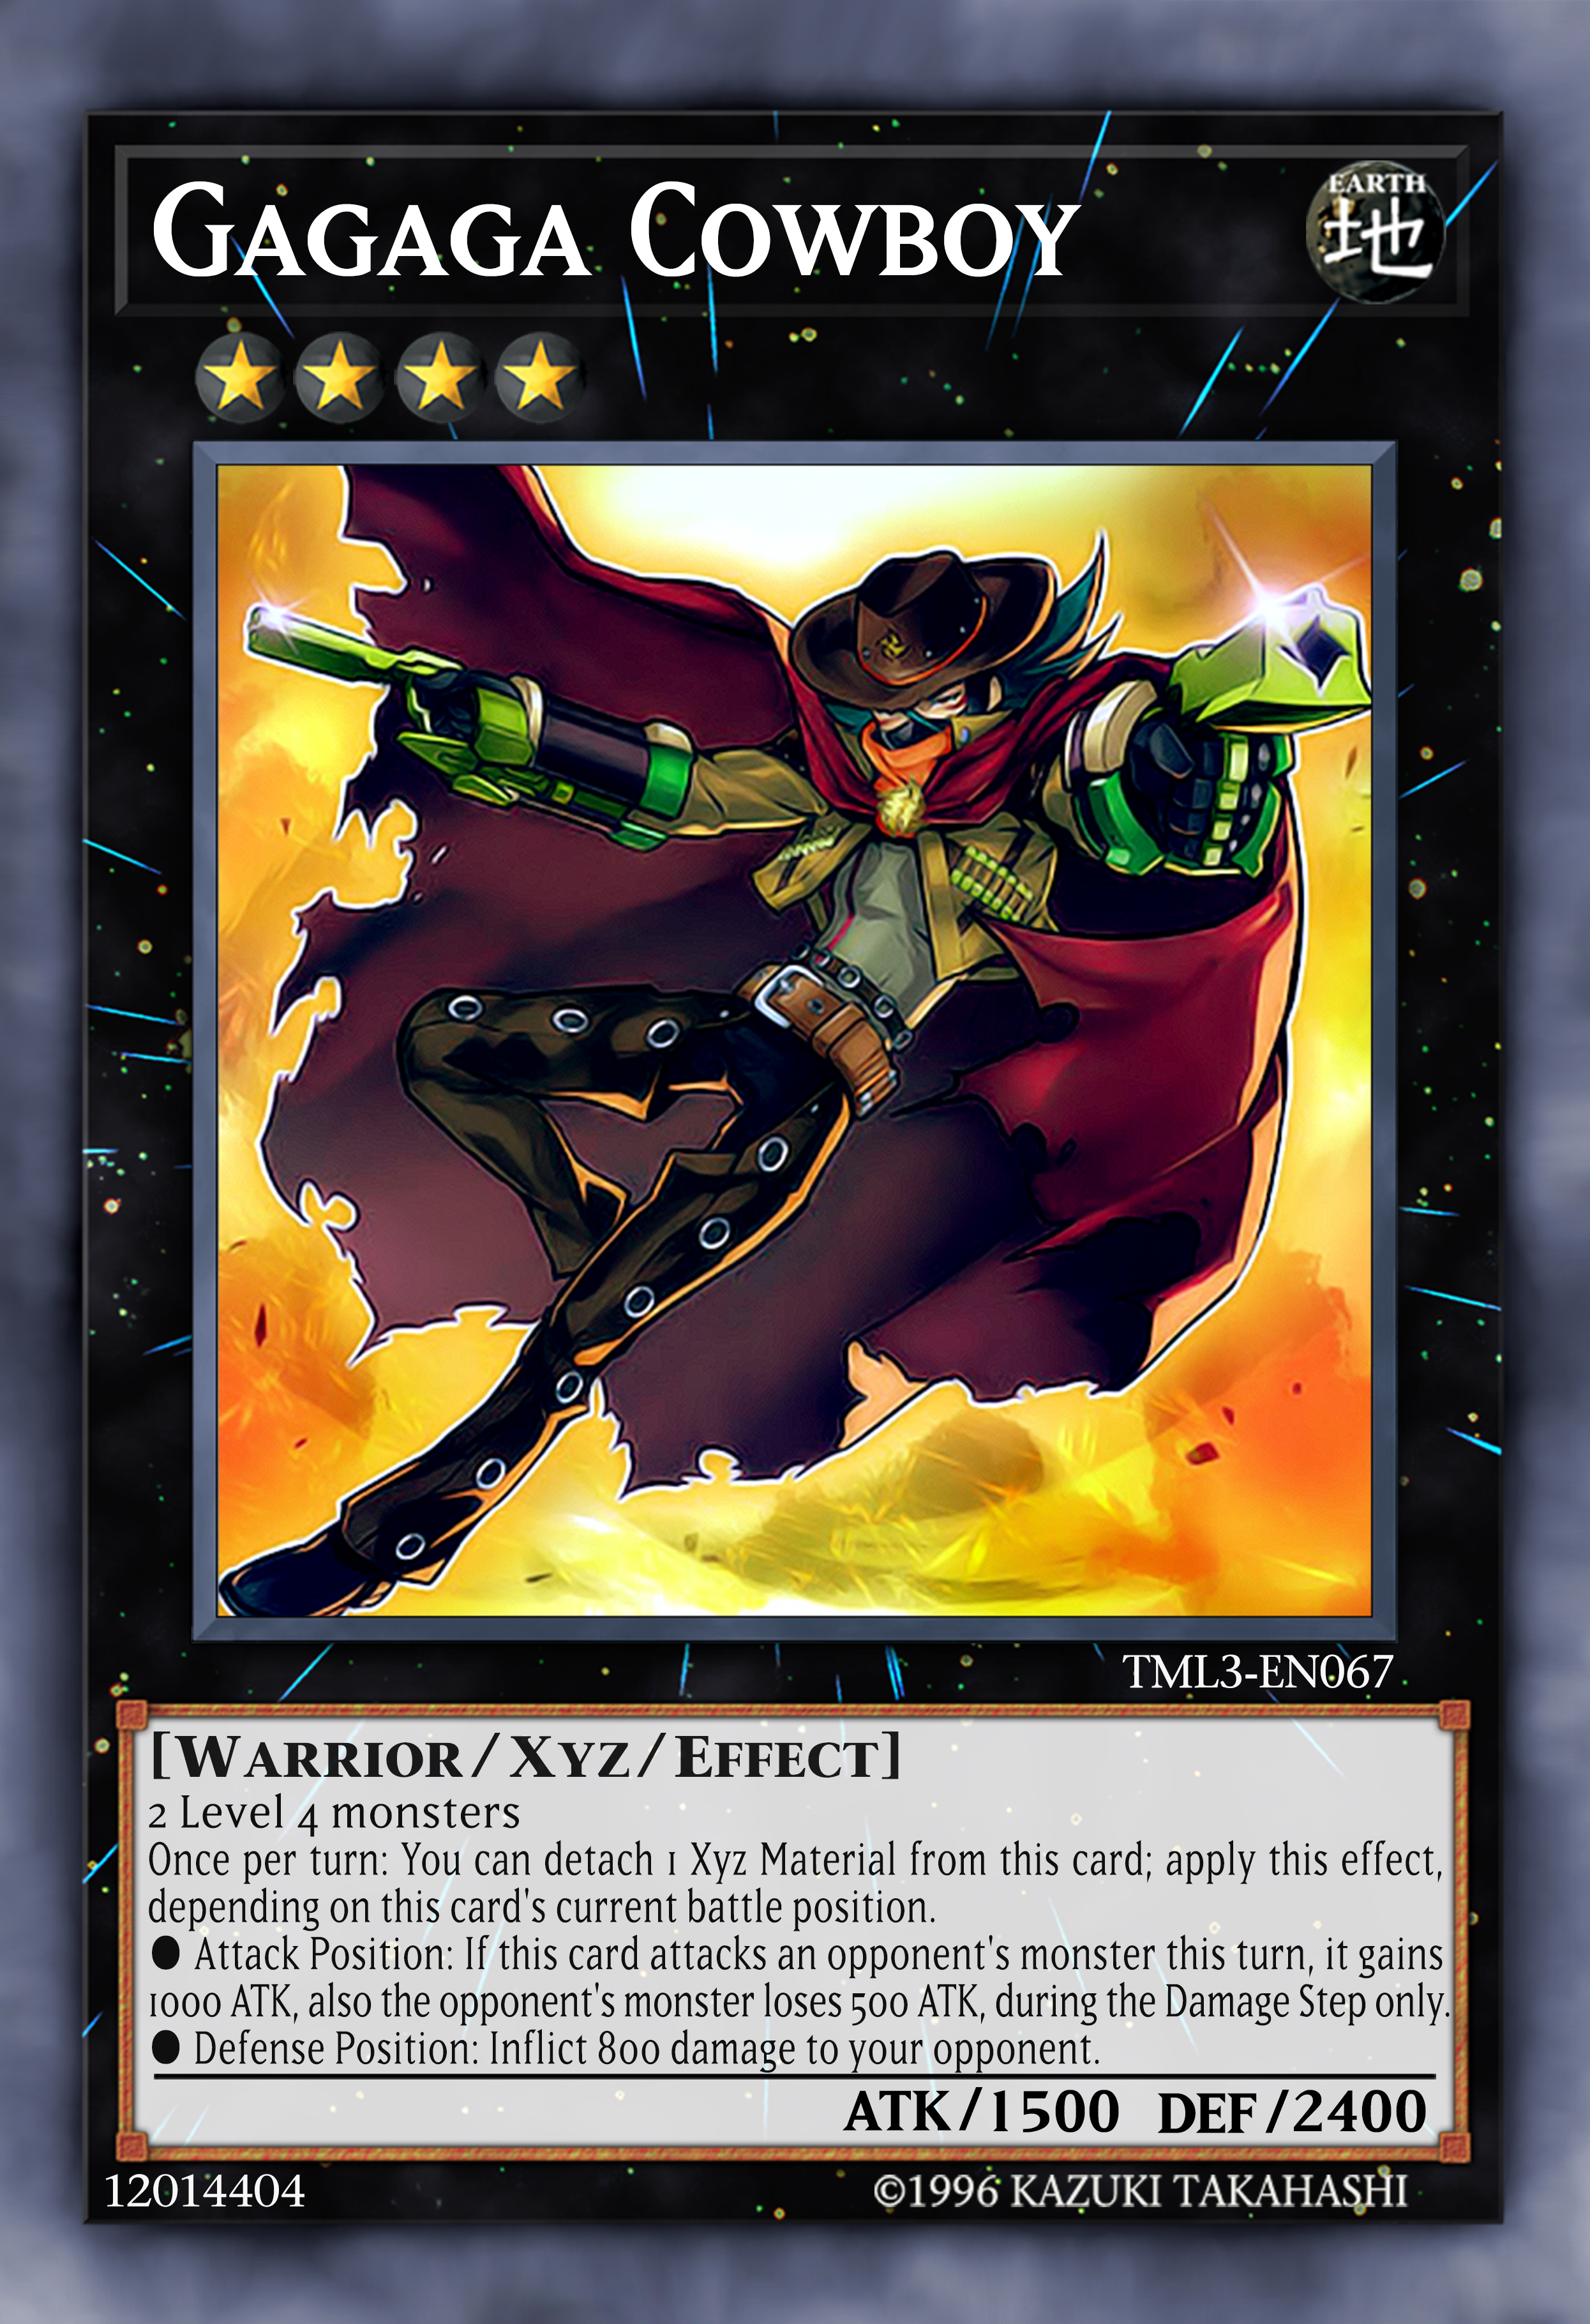 Gagaga Cowboy
EARTH
地
TML3-EN067
[Warrior/Xyz/Effect]
2 Level 4 monsters
Once per turn: You can detach 1 Xyz Material from this card; apply this effect,
depending on this card's current battle position.
● Attack Position: If this card attacks an opponent's monster this turn, it gains
1000 ATK, also the opponent's monster loses 500 ATK, during the Damage Step only.
● Defense Position: Inflict 800 damage to your opponent.
ATK/1500 DEF/2400
12014404 ©1996 KAZUKI TAKAHASHI